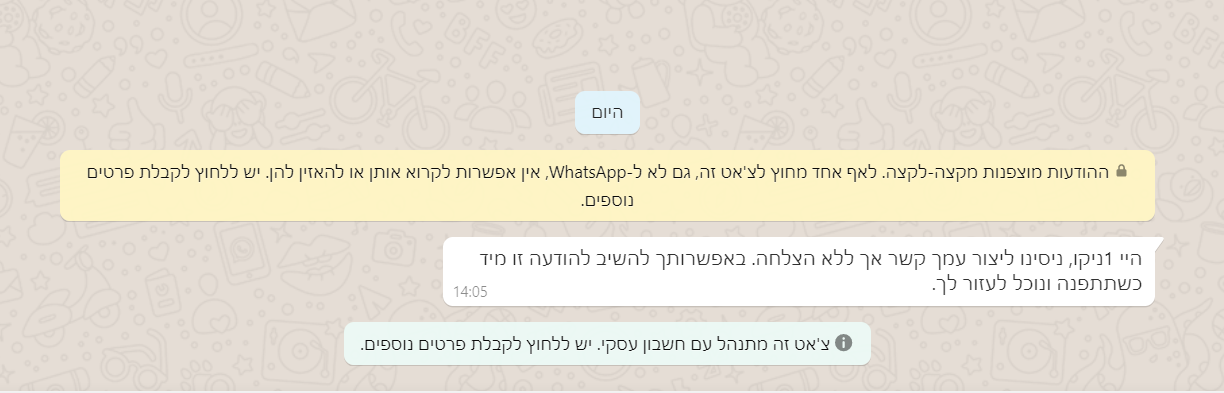 היום
ההודעות מוצפנות מקצה-לקצה. לאף אחד מחוץ לצ'אט זה, גם לא ל-WhatsApp, אין אפשרות לקרוא אותן או להאזין להן. יש ללחוץ לקבלת פרטים
נוספים.
היי 1ניקו, ניסינו ליצור עמך קשר אך ללא הצלחה. באפשרותך להשיב להודעה זו מיד
כשתתפנה ונוכל לעזור לך.
14:05
צ'אט זה מתנהל עם חשבון עסקי. יש ללחוץ לקבלת פרטים נוספים.